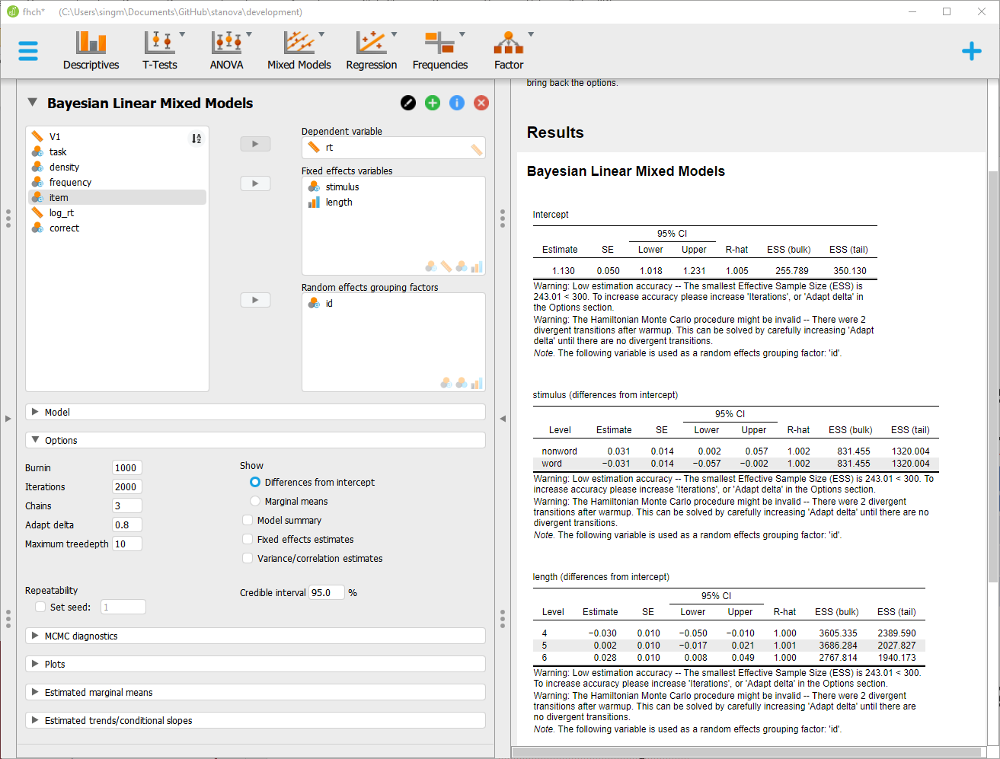 fhch* (C:\Users\singm\Documents\GitHub\stanova\development)
Descriptives T-Tests ANOVA Mixed Models Regression Frequencies Factor
Bayesian Linear Mixed Models
V1
task
density
frequency
item
log_rt
correct
Dependent variable
rt
Fixed effects variables
stimulus
length
Random effects grouping factors
id
Model
Options
Burnin 1000
Iterations 2000
Chains 3
Adapt delta 0.8
Maximum treedepth 10
Show
Differences from intercept
Marginal means
Model summary
Fixed effects estimates
Variance/correlation estimates
Repeatability
Set seed: 1
Credible interval 95.0 %
MCMC diagnostics
Plots
Estimated marginal means
Estimated trends/conditional slopes
bring back the options.
Results
Bayesian Linear Mixed Models
Intercept
95% CI
Estimate SE Lower Upper R-hat ESS (bulk) ESS (tail)
1.130 0.050 1.018 1.231 1.005 255.789 350.130
Warning: Low estimation accuracy -- The smallest Effective Sample Size (ESS) is
243.01 < 300. To increase accuracy please increase 'Iterations', or 'Adapt delta' in
the Options section.
Warning: The Hamiltonian Monte Carlo procedure might be invalid -- There were 2
divergent transitions after warmup. This can be solved by carefully increasing 'Adapt
delta' until there are no divergent transitions.
Note. The following variable is used as a random effects grouping factor: 'id'.
stimulus (differences from intercept)
95% CI
Level Estimate SE Lower Upper R-hat ESS (bulk) ESS (tail)
nonword 0.031 0.014 0.002 0.057 1.002 831.455 1320.004
word −0.031 0.014 −0.057 −0.002 1.002 831.455 1320.004
Warning: Low estimation accuracy -- The smallest Effective Sample Size (ESS) is 243.01 < 300. To
increase accuracy please increase 'Iterations', or 'Adapt delta' in the Options section.
Warning: The Hamiltonian Monte Carlo procedure might be invalid -- There were 2 divergent
transitions after warmup. This can be solved by carefully increasing 'Adapt delta' until there are no
divergent transitions.
Note. The following variable is used as a random effects grouping factor: 'id'.
length (differences from intercept)
95% CI
Level Estimate SE Lower Upper R-hat ESS (bulk) ESS (tail)
4 −0.030 0.010 −0.050 −0.010 1.000 3605.335 2389.590
5 0.002 0.010 −0.017 0.021 1.001 3686.284 2027.827
6 0.028 0.010 0.008 0.049 1.000 2767.814 1940.173
Warning: Low estimation accuracy -- The smallest Effective Sample Size (ESS) is 243.01 < 300.
To increase accuracy please increase 'Iterations', or 'Adapt delta' in the Options section.
Warning: The Hamiltonian Monte Carlo procedure might be invalid -- There were 2 divergent
transitions after warmup. This can be solved by carefully increasing 'Adapt delta' until there are
no divergent transitions.
Note. The following variable is used as a random effects grouping factor: 'id'.